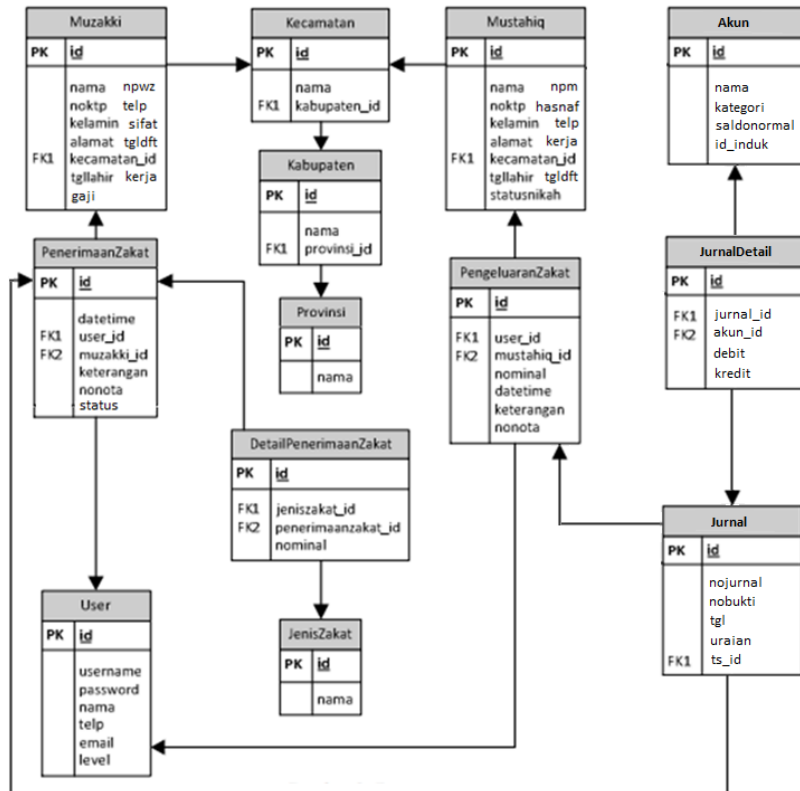 Muzakki
PK id
nama npwz
noktp telp
kelamin sifat
alamat tgldft
FK1 kecamatan_id
tgllahir kerja
gaji
Kecamatan
PK id
nama
FK1 kabupaten_id
Mustahiq
PK id
nama npm
noktp hasnaf
kelamin telp
alamat kerja
FK1 kecamatan_id
tgllahir tgldft
statusnikah
Akun
PK id
nama
kategori
saldonormal
id_induk
Kabupaten
PK id
nama
FK1 provinsi_id
PenerimaanZakat
PK id
datetime
FK1 user_id
FK2 muzakki_id
keterangan
nonota
status
Provinsi
PK id
nama
PengeluaranZakat
PK id
FK1 user_id
FK2 mustahiq_id
nominal
datetime
keterangan
nonota
JurnalDetail
PK id
FK1 jurnal_id
FK2 akun_id
debit
kredit
DetailPenerimaanZakat
PK id
FK1 jeniszakat_id
FK2 penerimaanzakat_id
nominal
Jurnal
PK id
nojurnal
nobukti
tgl
uraian
FK1 ts_id
User
PK id
username
password
nama
telp
email
level
JenisZakat
PK id
nama